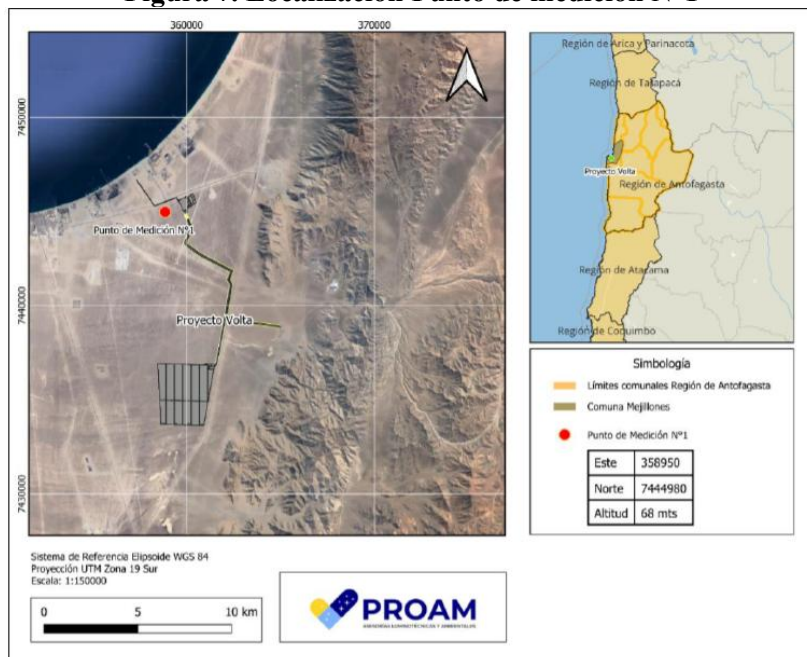 360000
370000
7450000
7440000
7430000
Punto de Medición N°1
Proyecto Volta
Región de Arica y Parinacota
Región de Tarapacá
Proyecto Volta
Región de Antofagasta
Región de Atacama
Región de Coquimbo
Simbología
Límites comunales Región de Antofagasta
Comuna Mejillones
Punto de Medición N°1
Este 358950
Norte 7444980
Altitud 68 mts
Sistema de Referencia Elipsoide WGS 84
Proyección UTM Zona 19 Sur
Escala: 1:150000
0 5 10 km
PROAM